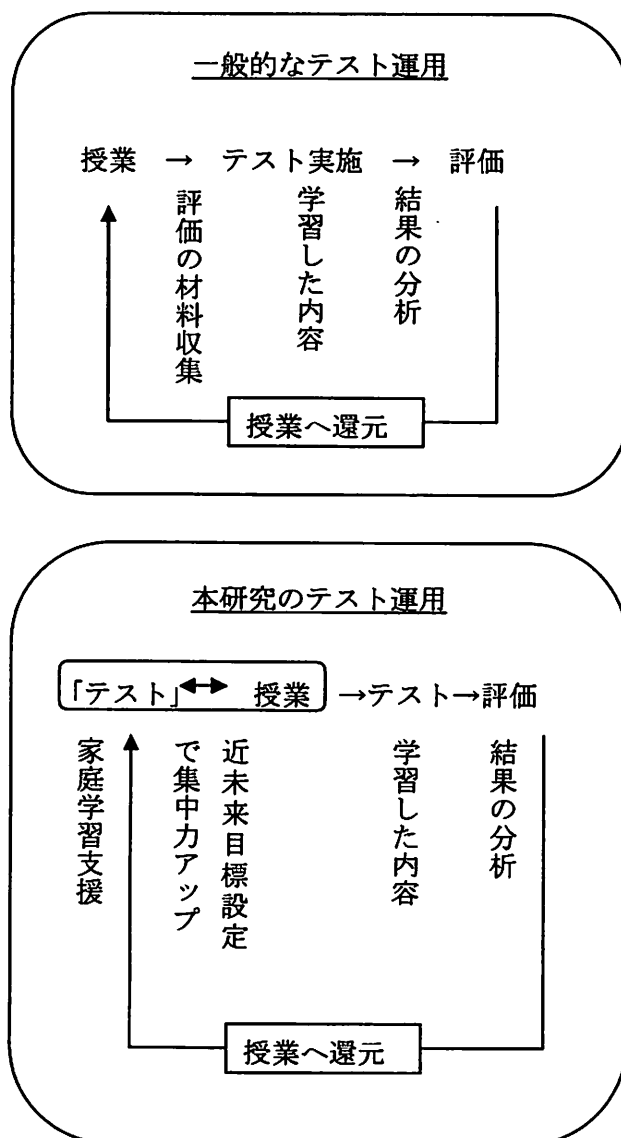 一般的なテスト運用
授業 → テスト実施 → 評価
評価の材料収集
学習した内容
結果の分析
授業へ還元
本研究のテスト運用
「テスト」↔ 授業 →テスト→評価
家庭学習支援
近未来目標設定
で集中力アップ
学習した内容
結果の分析
授業へ還元